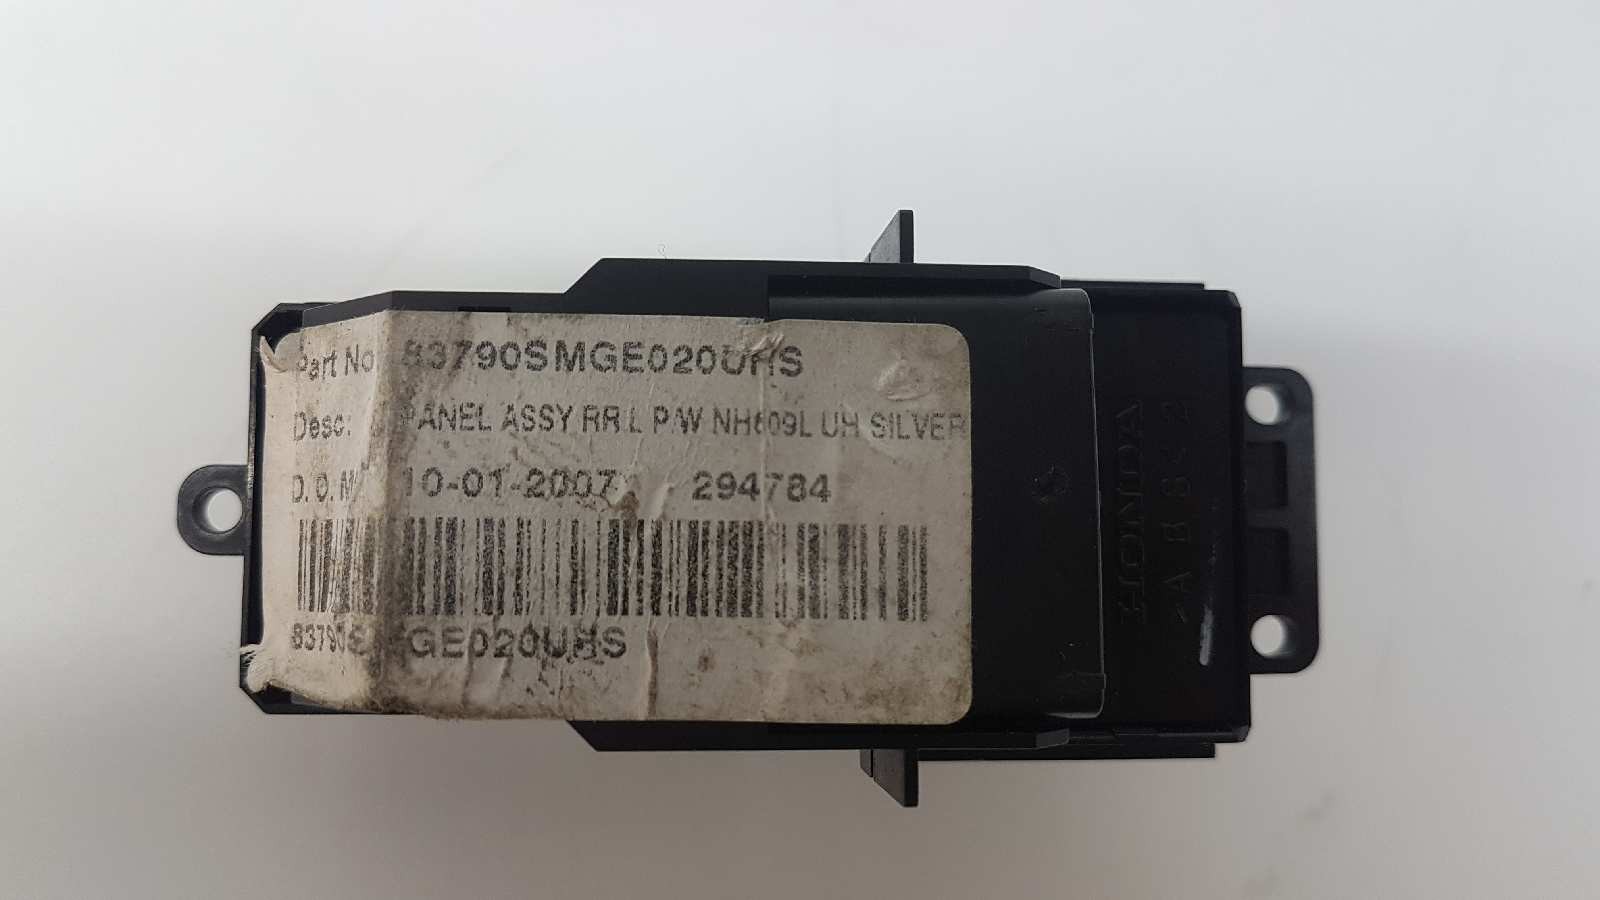 Part No 83790SMGE020UHS
Desc: PANEL ASSY RR.L P/W NH609L UH SILVER
D.O.M 10-01-2007 294784
GE020UHS
HONDA